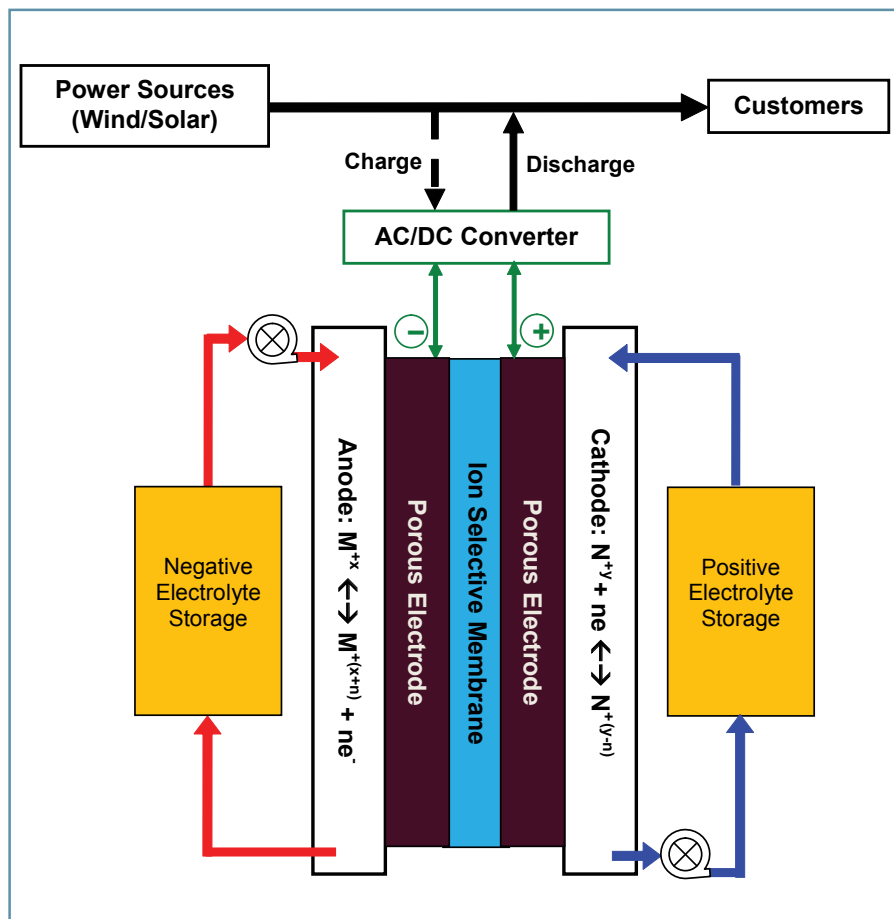 Power Sources
(Wind/Solar)
Customers
Charge
Discharge
AC/DC Converter
−
+
Anode: M⁺ˣ ←→ M⁺⁽ˣ⁺ⁿ⁾ + ne⁻
Porous Electrode
Ion Selective Membrane
Porous Electrode
Cathode: N⁺ʸ + ne ←→ N⁺⁽ʸ⁻ⁿ⁾
Negative
Electrolyte
Storage
Positive
Electrolyte
Storage